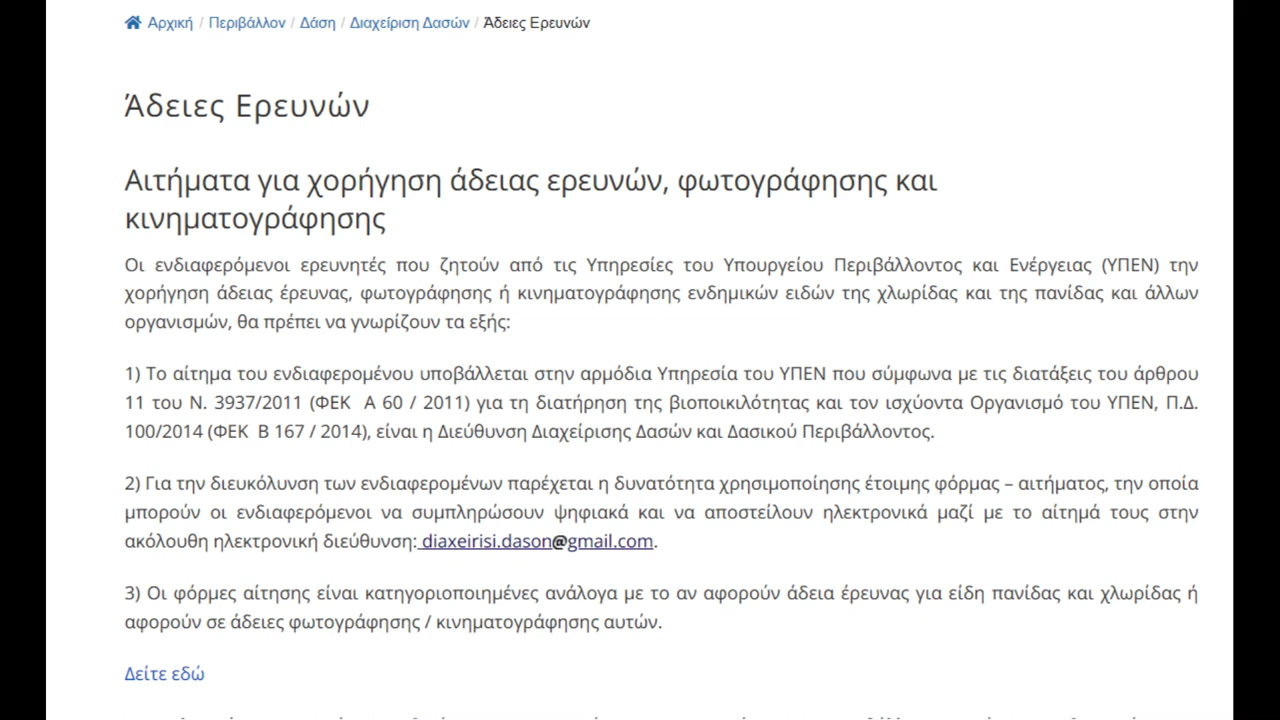 Αρχική / Περιβάλλον / Δάση / Διαχείριση Δασών / Άδειες Ερευνών
Άδειες Ερευνών
Αιτήματα για χορήγηση άδειας ερευνών, φωτογράφησης και
κινηματογράφησης
Οι ενδιαφερόμενοι ερευνητές που ζητούν από τις Υπηρεσίες του Υπουργείου Περιβάλλοντος και Ενέργειας (ΥΠΕΝ) την
χορήγηση άδειας έρευνας, φωτογράφησης ή κινηματογράφησης ενδημικών ειδών της χλωρίδας και της πανίδας και άλλων
οργανισμών, θα πρέπει να γνωρίζουν τα εξής:
1) Το αίτημα του ενδιαφερομένου υποβάλλεται στην αρμόδια Υπηρεσία του ΥΠΕΝ που σύμφωνα με τις διατάξεις του άρθρου
11 του Ν. 3937/2011 (ΦΕΚ Α 60 / 2011) για τη διατήρηση της βιοποικιλότητας και τον ισχύοντα Οργανισμό του ΥΠΕΝ, Π.Δ.
100/2014 (ΦΕΚ Β 167 / 2014), είναι η Διεύθυνση Διαχείρισης Δασών και Δασικού Περιβάλλοντος.
2) Για την διευκόλυνση των ενδιαφερομένων παρέχεται η δυνατότητα χρησιμοποίησης έτοιμης φόρμας – αιτήματος, την οποία
μπορούν οι ενδιαφερόμενοι να συμπληρώσουν ψηφιακά και να αποστείλουν ηλεκτρονικά μαζί με το αίτημά τους στην
ακόλουθη ηλεκτρονική διεύθυνση: diaxeirisi.dason@gmail.com.
3) Οι φόρμες αίτησης είναι κατηγοριοποιημένες ανάλογα με το αν αφορούν άδεια έρευνας για είδη πανίδας και χλωρίδας ή
αφορούν σε άδειες φωτογράφησης / κινηματογράφησης αυτών.
Δείτε εδώ